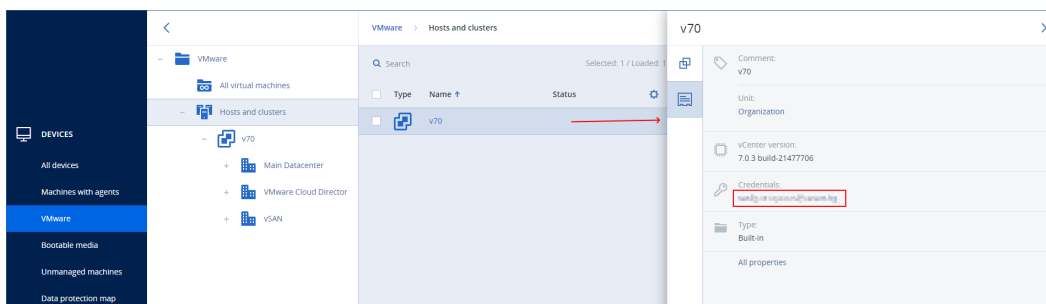 DEVICES
All devices
Machines with agents
VMware
Bootable media
Unmanaged machines
Data protection map
VMware
All virtual machines
Hosts and clusters
v70
Main Datacenter
VMware Cloud Director
vSAN
VMware > Hosts and clusters
Search Selected: 1 / Loaded: 1
Type Name ↑ Status
v70
v70
Comment:
v70
Unit:
Organization
vCenter version:
7.0.3 build-21477706
Credentials:
Type:
Built-in
All properties